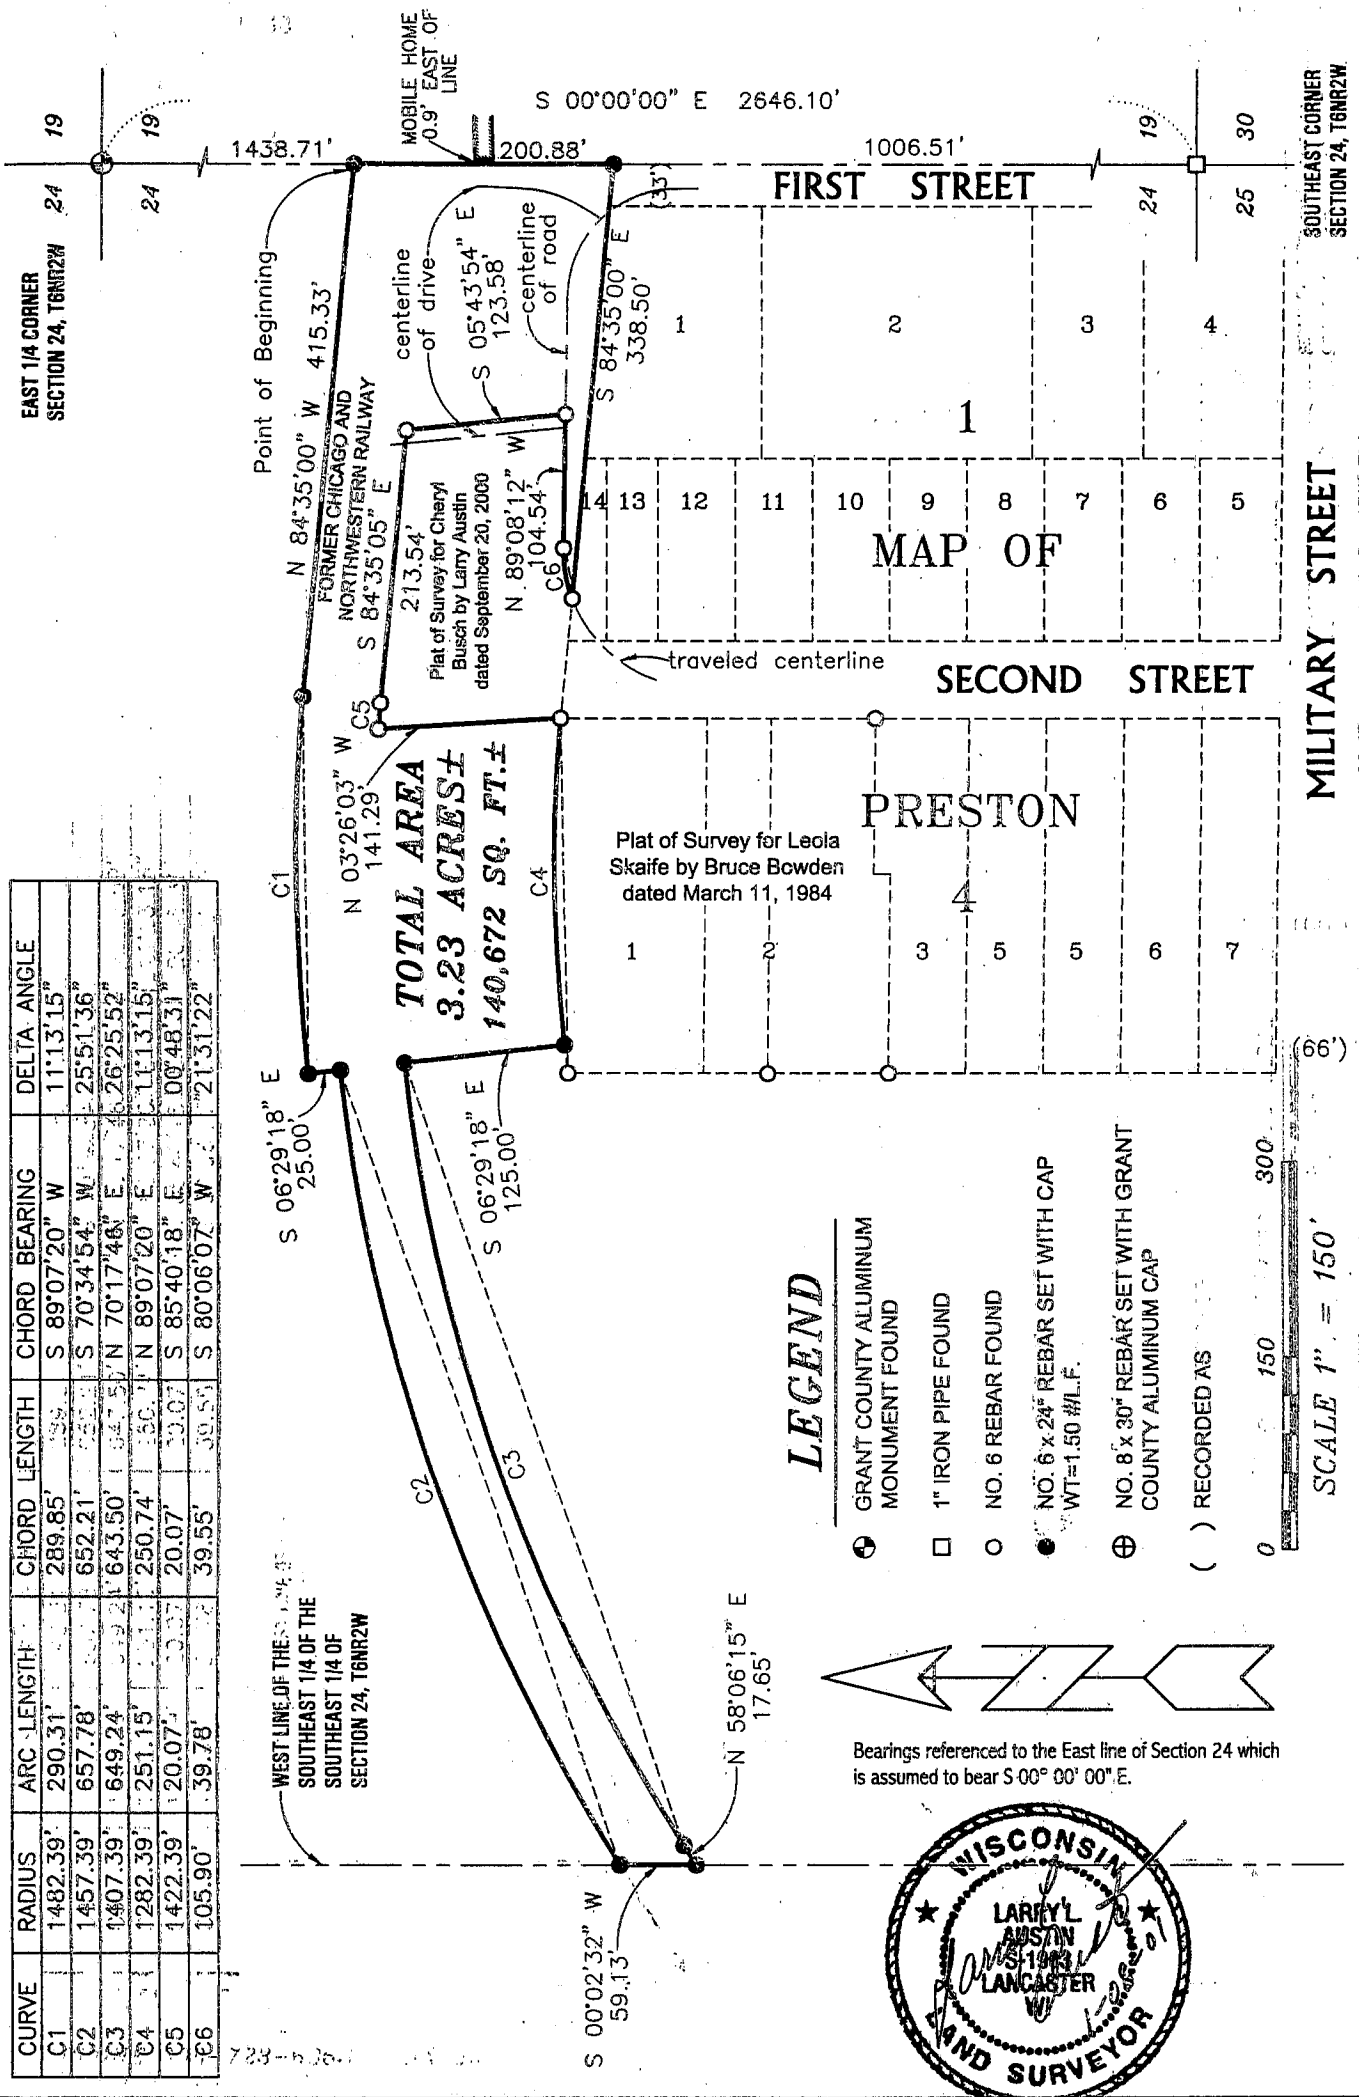 CURVE RADIUS ARC LENGTH CHORD LENGTH CHORD BEARING DELTA ANGLE
C1 1482.39' 290.31' 289.85' S 89°07'20" W 11°13'15"
C2 1457.39' 657.78' 652.21' S 70°34'54" W 25°51'36"
C3 1407.39' 649.24' 643.50' N 70°17'46" E 26°25'52"
C4 1282.39' 251.15' 250.74' N 89°07'20" E 11°13'15"
C5 1422.39' 20.07' 20.07' S 85°40'18" E 00°48'31"
C6 105.90' 39.78' 39.55' S 80°06'07" W 21°31'22"
EAST 1/4 CORNER
SECTION 24, T6NR2W
24 19
24 19
1438.71'
Point of Beginning
MOBILE HOME
0.9' EAST OF
LINE
S 00°00'00" E 2646.10'
200.88'
1006.51'
N 84°35'00" W 415.33'
FORMER CHICAGO AND
NORTHWESTERN RAILWAY
S 84°35'05" E
213.54'
centerline
of drive
S 05°43'54" E
123.58'
centerline
of road
(33')
S 84°35'00" E
338.50'
Plat of Survey for Cheryl
Busch by Larry Austin
dated September 20, 2000
N 89°08'12" W
104.54'
C6
C5
C1
N 03°26'03" W
141.29'
TOTAL AREA
3.23 ACRES±
140,672 SQ. FT.±
C4
traveled centerline
FIRST STREET
SECOND STREET
MILITARY STREET
24 19
25 30
SOUTHEAST CORNER
SECTION 24, T6NR2W
1 2 3 4
1
14 13 12 11 10 9 8 7 6 5
MAP OF
PRESTON
Plat of Survey for Leola
Skaife by Bruce Bowden
dated March 11, 1984
4
1 2 3 5 5 6 7
(66')
S 06°29'18" E
25.00'
S 06°29'18" E
125.00'
C2
C3
WEST LINE OF THE
SOUTHEAST 1/4 OF THE
SOUTHEAST 1/4 OF
SECTION 24, T6NR2W
S 00°02'32" W
59.13'
N 58°06'15" E
17.65'
LEGEND
GRANT COUNTY ALUMINUM
MONUMENT FOUND
1" IRON PIPE FOUND
NO. 6 REBAR FOUND
NO. 6 x 24" REBAR SET WITH CAP
WT=1.50 #/L.F.
NO. 8 x 30" REBAR SET WITH GRANT
COUNTY ALUMINUM CAP
( ) RECORDED AS
0 150 300
SCALE 1" = 150'
Bearings referenced to the East line of Section 24 which
is assumed to bear S 00° 00' 00" E.
WISCONSIN
LARRY L.
AUSTIN
S-1983
LANCASTER
WI
LAND SURVEYOR